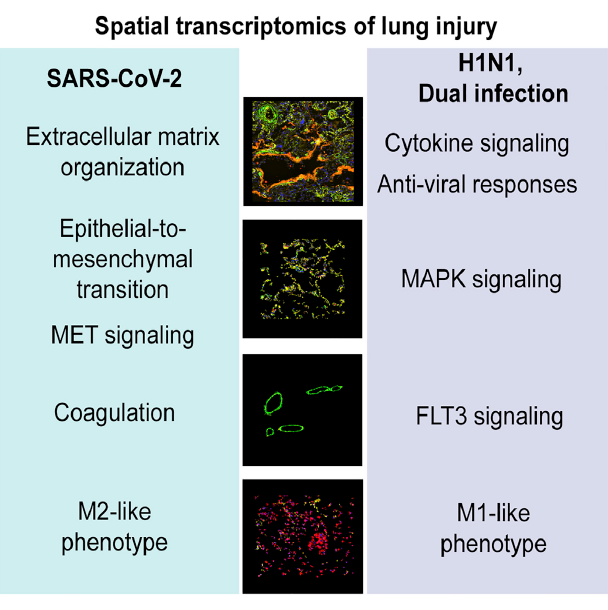 Spatial transcriptomics of lung injury
SARS-CoV-2
Extracellular matrix
organization
Epithelial-to-
mesenchymal
transition
MET signaling
Coagulation
M2-like
phenotype
H1N1,
Dual infection
Cytokine signaling
Anti-viral responses
MAPK signaling
FLT3 signaling
M1-like
phenotype